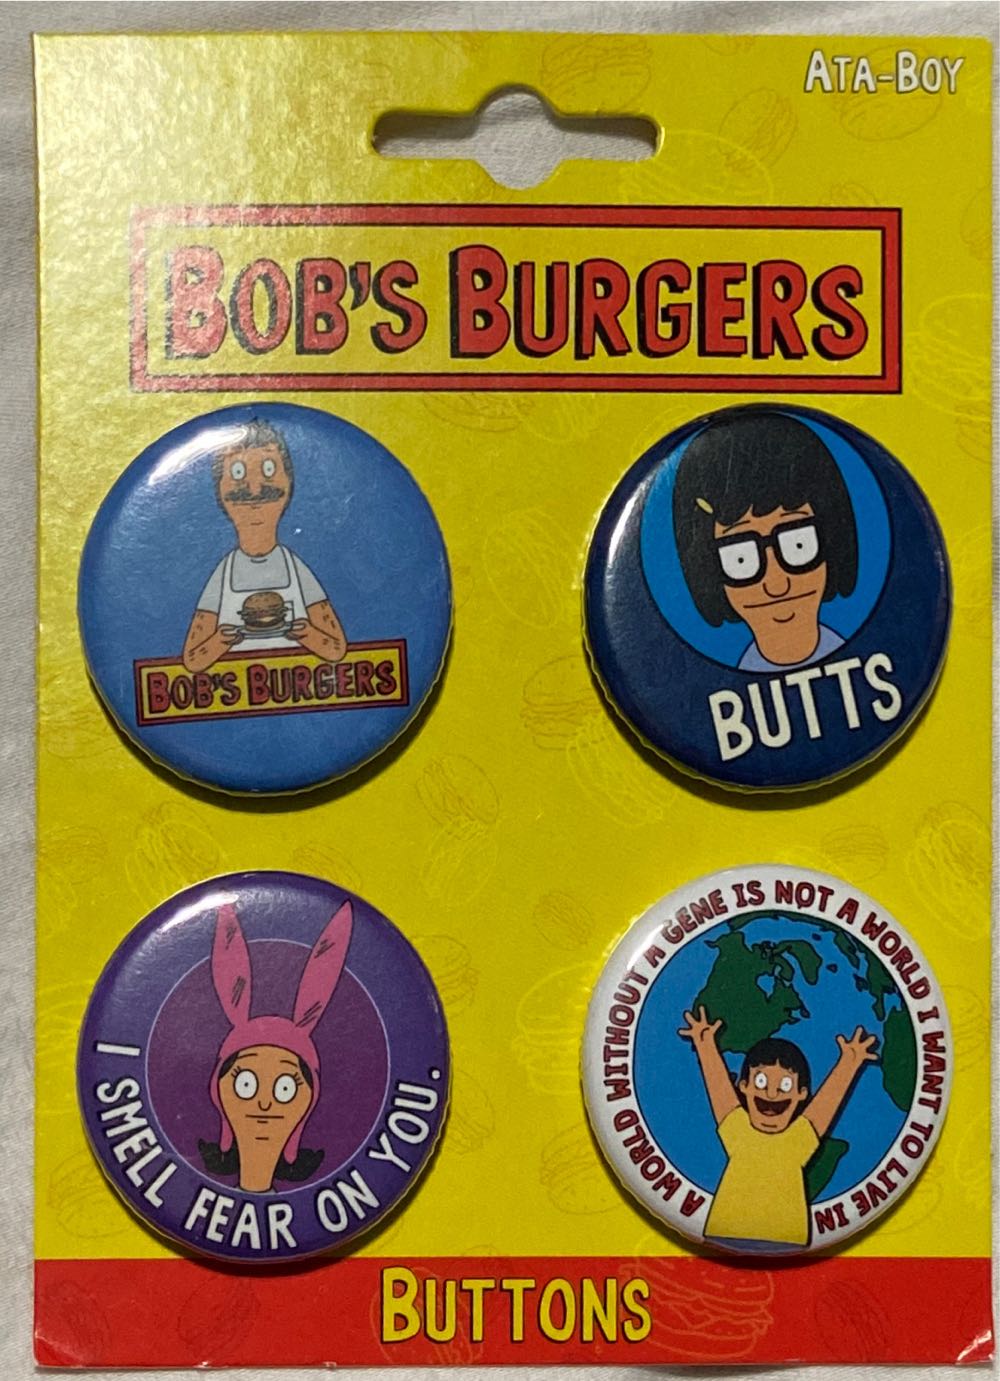 ATA-BOY
BOB'S BURGERS
BOB'S BURGERS
BUTTS
I SMELL FEAR ON YOU.
A WORLD WITHOUT A GENE IS NOT A WORLD I WANT TO LIVE IN
BUTTONS